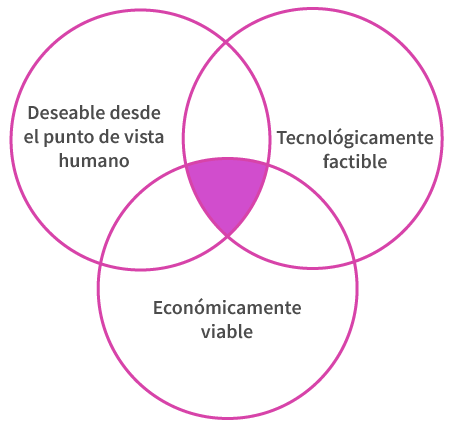 Deseable desde
el punto de vista
humano
Tecnológicamente
factible
Económicamente
viable